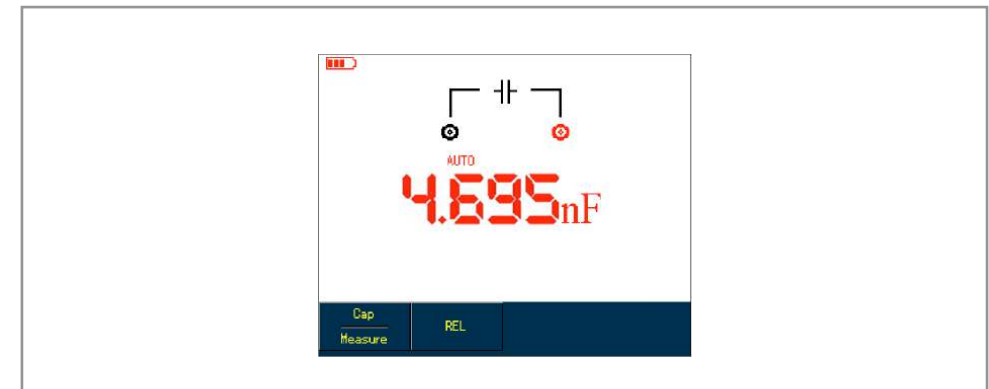 AUTO
4.695nF
Cap
Measure
REL